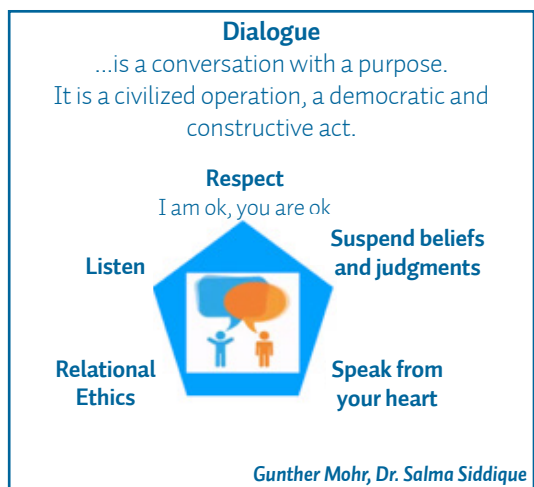 Dialogue
...is a conversation with a purpose.
It is a civilized operation, a democratic and
constructive act.
Respect
I am ok, you are ok
Listen
Suspend beliefs
and judgments
Relational
Ethics
Speak from
your heart
Gunther Mohr, Dr. Salma Siddique